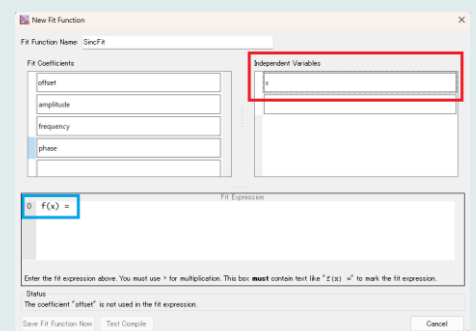 New Fit Function
Fit Function Name: SincFit
Fit Coefficients
Independent Variables
offset
amplitude
frequency
phase
x
Fit Expression
0 f(x) =
Enter the fit expression above. You must use * for multiplication. This box must contain text like "f(x) =" to mark the fit expression.
Status
The coefficient "offset" is not used in the fit expression.
Save Fit Function Now Test Compile Cancel